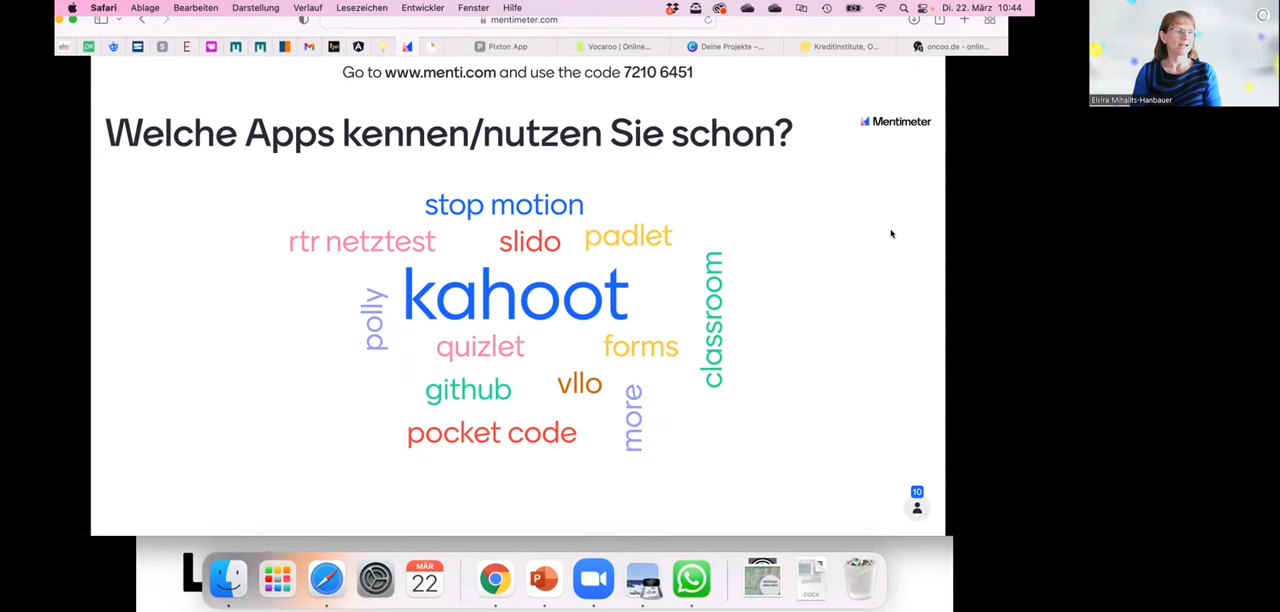 Safari Ablage Bearbeiten Darstellung Verlauf Lesezeichen Entwickler Fenster Hilfe Di. 22. März 10:44
mentimeter.com
Pixton App Vocaroo | Online... Deine Projekte –... Kreditinstitute, O... oncoo.de - onlin...
Go to www.menti.com and use the code 7210 6451
Welche Apps kennen/nutzen Sie schon?
Mentimeter
stop motion
rtr netztest slido padlet
polly kahoot classroom
quizlet forms
github vllo more
pocket code
10
MÄR
22
.DOCX
Elvira Mihalits-Hanbauer